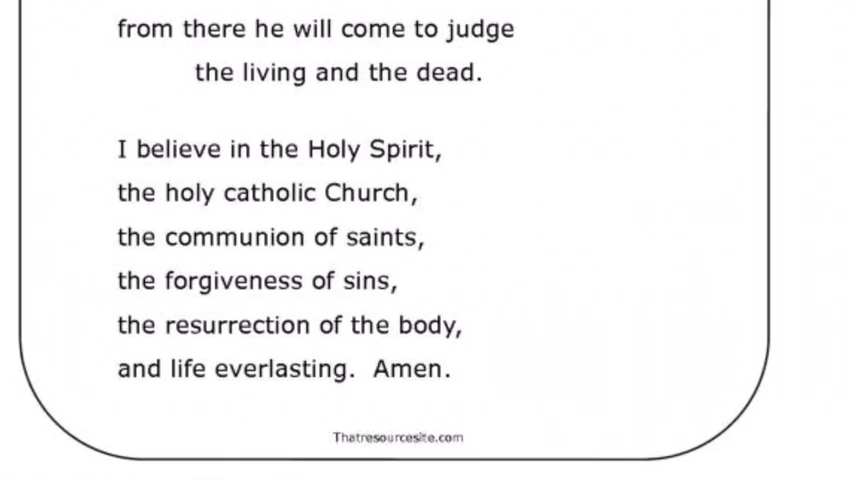 from there he will come to judge
the living and the dead.
I believe in the Holy Spirit,
the holy catholic Church,
the communion of saints,
the forgiveness of sins,
the resurrection of the body,
and life everlasting.  Amen.
Thatresourcesite.com